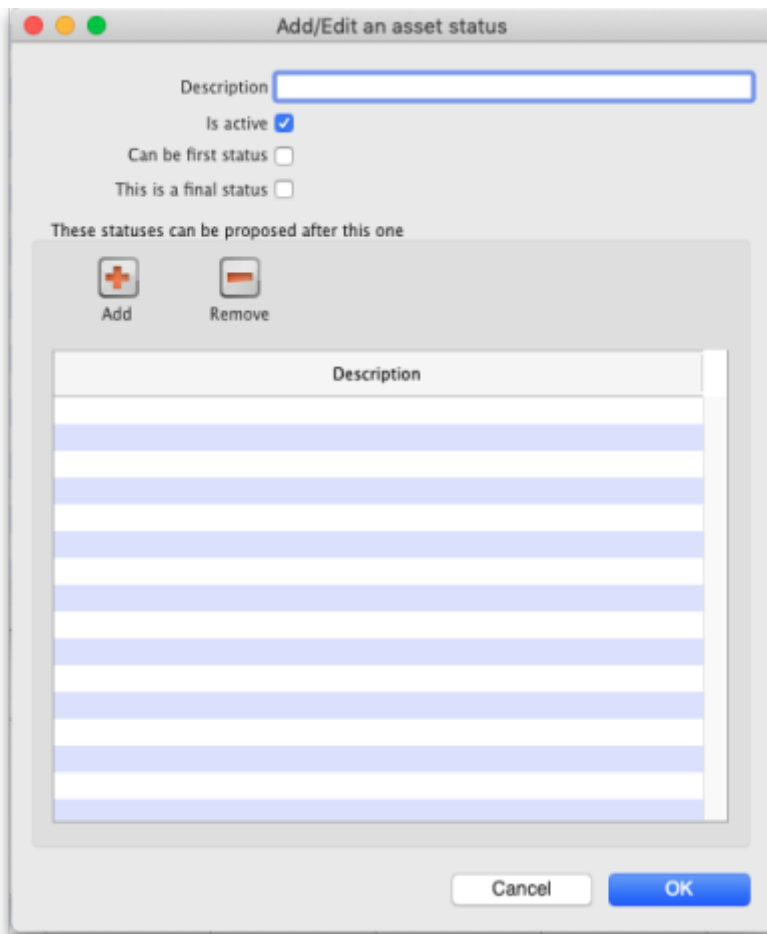 Add/Edit an asset status
Description
Is active
Can be first status
This is a final status
These statuses can be proposed after this one
Add Remove
Description
Cancel OK